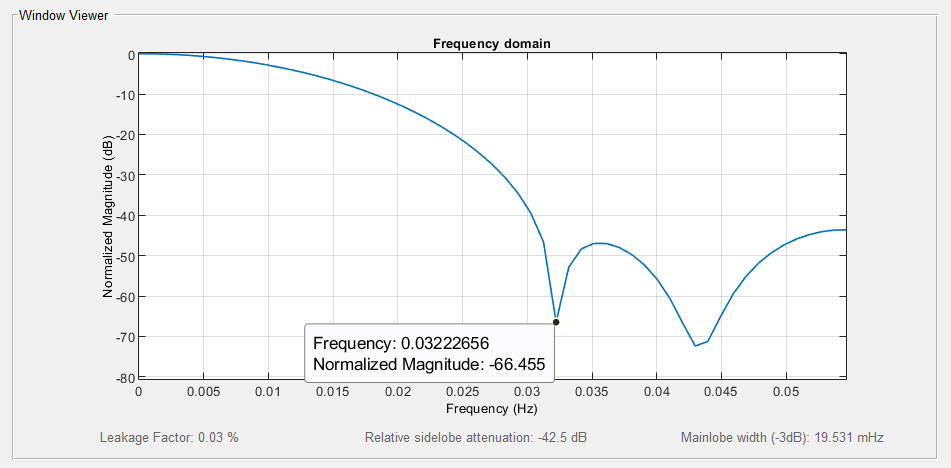 Window Viewer
Frequency domain
Normalized Magnitude (dB)
0
-10
-20
-30
-40
-50
-60
-70
-80
Frequency: 0.03222656
Normalized Magnitude: -66.455
0 0.005 0.01 0.015 0.02 0.025 0.03 0.035 0.04 0.045 0.05
Frequency (Hz)
Leakage Factor: 0.03 % Relative sidelobe attenuation: -42.5 dB Mainlobe width (-3dB): 19.531 mHz